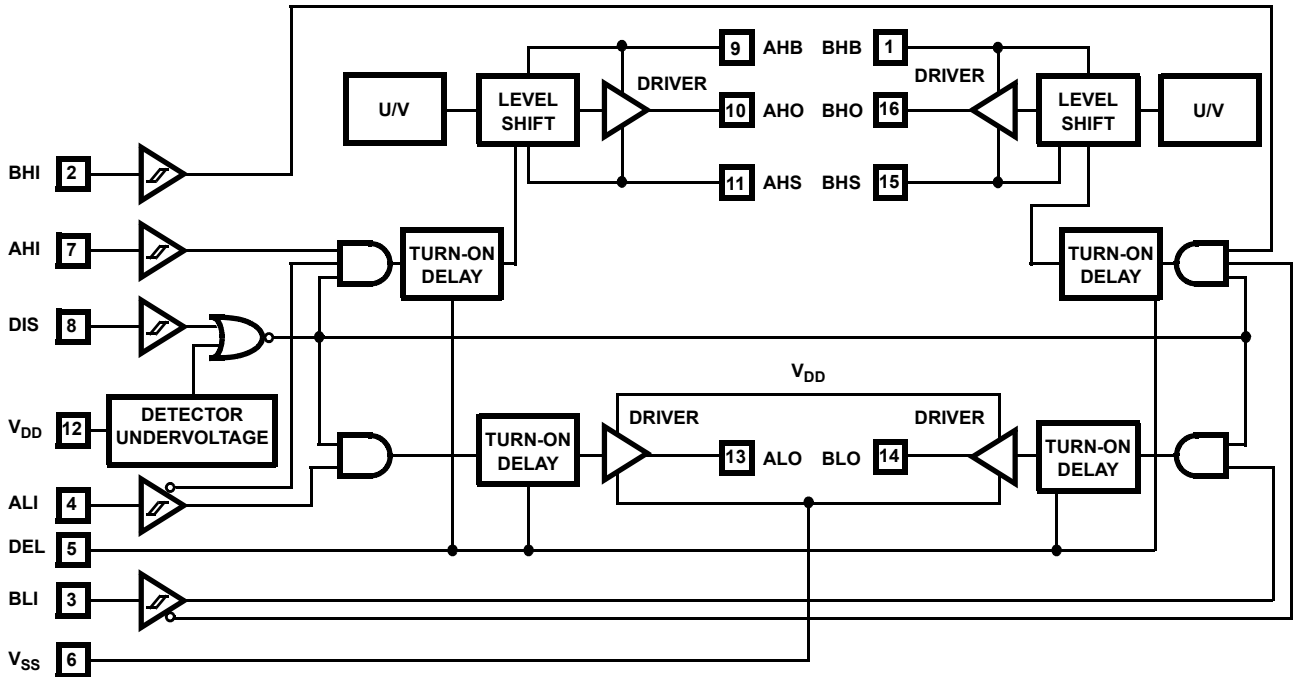 9 AHB BHB 1
DRIVER DRIVER
U/V
LEVEL
SHIFT
10 AHO BHO 16
LEVEL
SHIFT
U/V
BHI 2
11 AHS BHS 15
AHI 7
TURN-ON
DELAY
TURN-ON
DELAY
DIS 8
VDD
VDD 12
DETECTOR
UNDERVOLTAGE
DRIVER DRIVER
TURN-ON
DELAY
13 ALO BLO 14
TURN-ON
DELAY
ALI 4
DEL 5
BLI 3
VSS 6